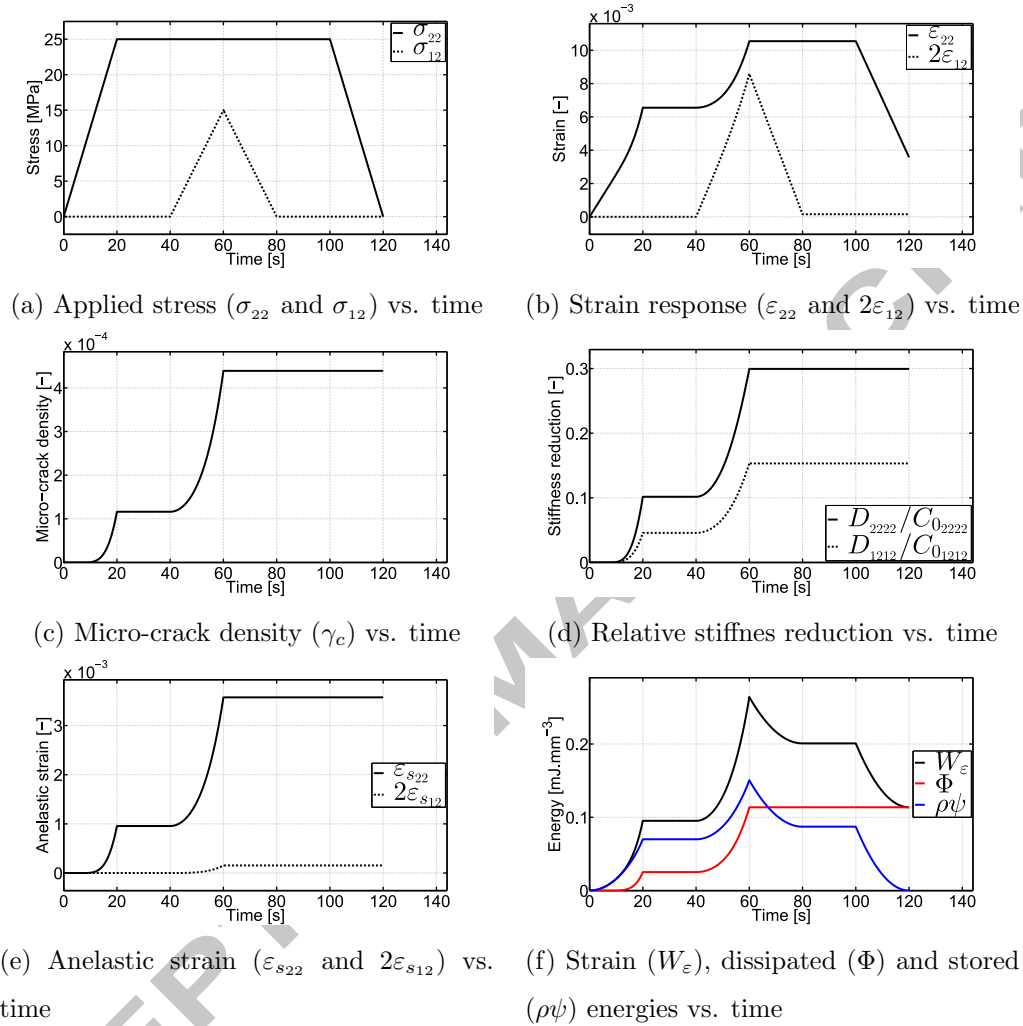 σ22
σ12
25
20
15
10
5
0
Stress [MPa]
0 20 40 60 80 100 120 140
Time [s]
(a) Applied stress (σ22 and σ12) vs. time
x 10−3
ε22
2ε12
10
8
6
4
2
0
Strain [−]
0 20 40 60 80 100 120 140
Time [s]
(b) Strain response (ε22 and 2ε12) vs. time
x 10−4
4
3
2
1
0
Micro−crack density [−]
0 20 40 60 80 100 120 140
Time [s]
(c) Micro-crack density (γc) vs. time
0.3
0.2
0.1
0
Stiffness reduction [−]
D2222/C02222
D1212/C01212
0 20 40 60 80 100 120 140
Time [s]
(d) Relative stiffnes reduction vs. time
x 10−3
3
2
1
0
Anelastic strain [−]
εs22
2εs12
0 20 40 60 80 100 120 140
Time [s]
(e) Anelastic strain (εs22 and 2εs12) vs.
time
0.2
0.1
0
Energy [mJ.mm−3]
Wε
Φ
ρψ
0 20 40 60 80 100 120 140
Time [s]
(f) Strain (Wε), dissipated (Φ) and stored
(ρψ) energies vs. time